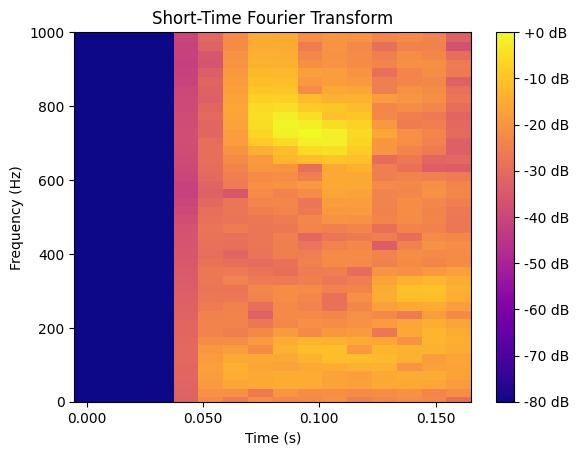 Short-Time Fourier Transform
1000
800
600
400
200
0
Frequency (Hz)
0.000
0.050
0.100
0.150
Time (s)
+0 dB
-10 dB
-20 dB
-30 dB
-40 dB
-50 dB
-60 dB
-70 dB
-80 dB